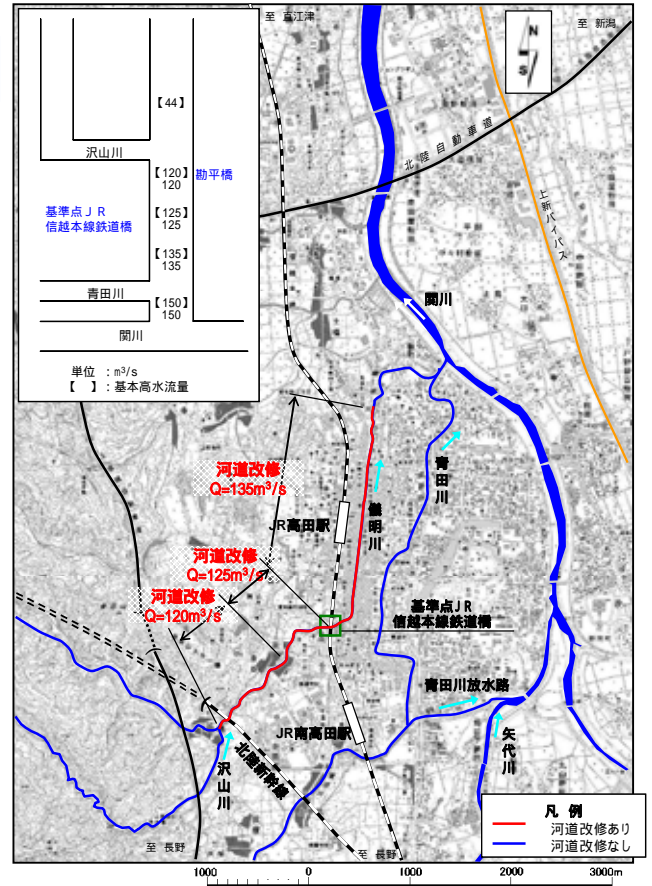 至 直江津
至 新潟
N
S
【44】
沢山川
【120】
120
勘平橋
基準点ＪＲ
信越本線鉄道橋
【125】
125
【135】
135
青田川
【150】
150
関川
単位 : m³/s
【 】: 基本高水流量
北陸自動車道
上新バイパス
関川
河道改修
Q=135m³/s
青田川
儀明川
JR高田駅
河道改修
Q=125m³/s
河道改修
Q=120m³/s
基準点ＪＲ
信越本線鉄道橋
青田川放水路
JR南高田駅
矢代川
沢山川
北陸新幹線
至 長野
至 長野
凡 例
河道改修あり
河道改修なし
1000 0 1000 2000 3000m